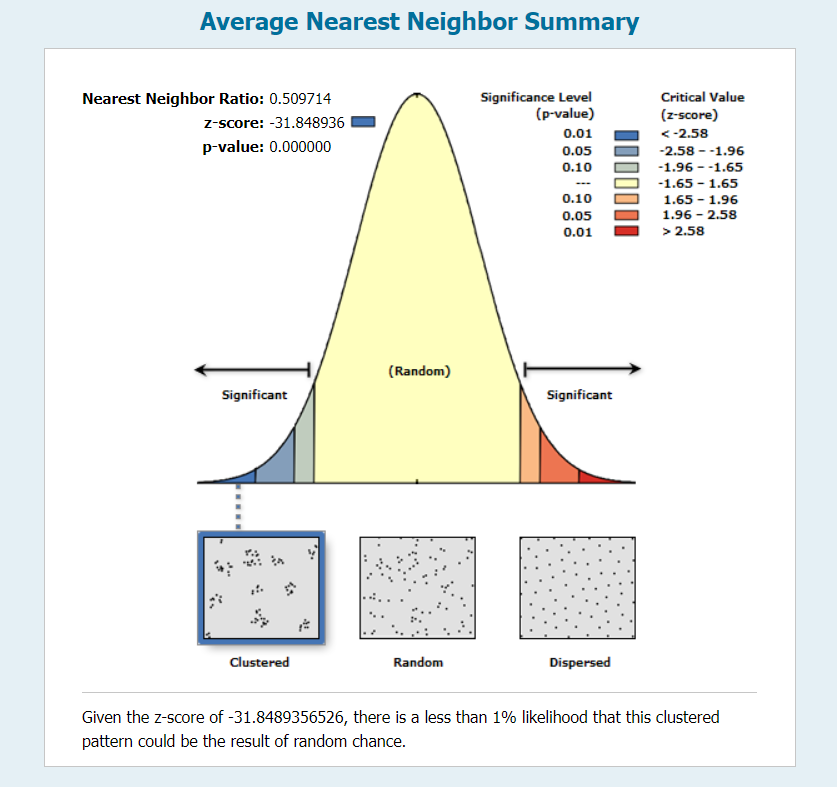 Average Nearest Neighbor Summary
Nearest Neighbor Ratio: 0.509714
z-score: -31.848936
p-value: 0.000000
Significance Level
(p-value)
Critical Value
(z-score)
0.01 < -2.58
0.05 -2.58 – -1.96
0.10 -1.96 – -1.65
--- -1.65 – 1.65
0.10 1.65 – 1.96
0.05 1.96 – 2.58
0.01 > 2.58
(Random)
Significant
Significant
Clustered
Random
Dispersed
Given the z-score of -31.8489356526, there is a less than 1% likelihood that this clustered
pattern could be the result of random chance.